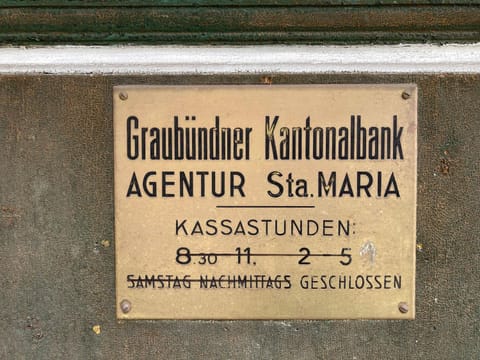 Graubündner Kantonalbank
AGENTUR Sta. MARIA
KASSASTUNDEN:
8.30 - 11. 2 - 5
SAMSTAG NACHMITTAGS GESCHLOSSEN